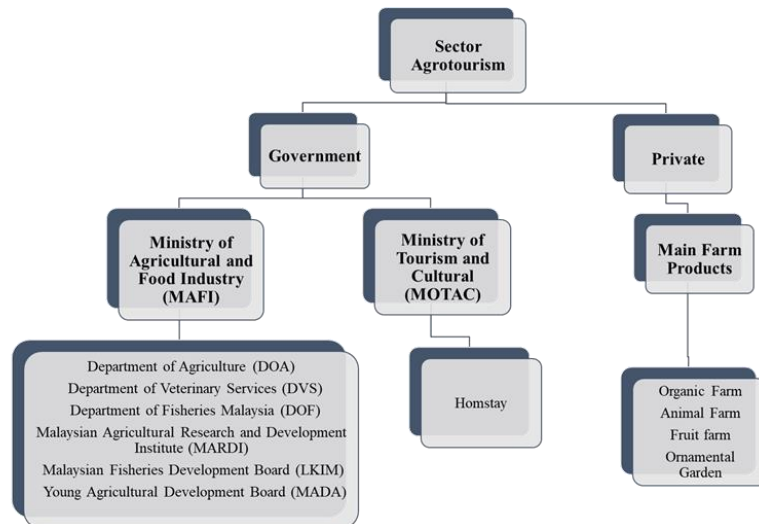 Sector
Agrotourism
Government
Private
Ministry of
Agricultural and
Food Industry
(MAFI)
Ministry of
Tourism and
Cultural
(MOTAC)
Main Farm
Products
Department of Agriculture (DOA)
Department of Veterinary Services (DVS)
Department of Fisheries Malaysia (DOF)
Malaysian Agricultural Research and Development
Institute (MARDI)
Malaysian Fisheries Development Board (LKIM)
Young Agricultural Development Board (MADA)
Homstay
Organic Farm
Animal Farm
Fruit farm
Ornamental
Garden